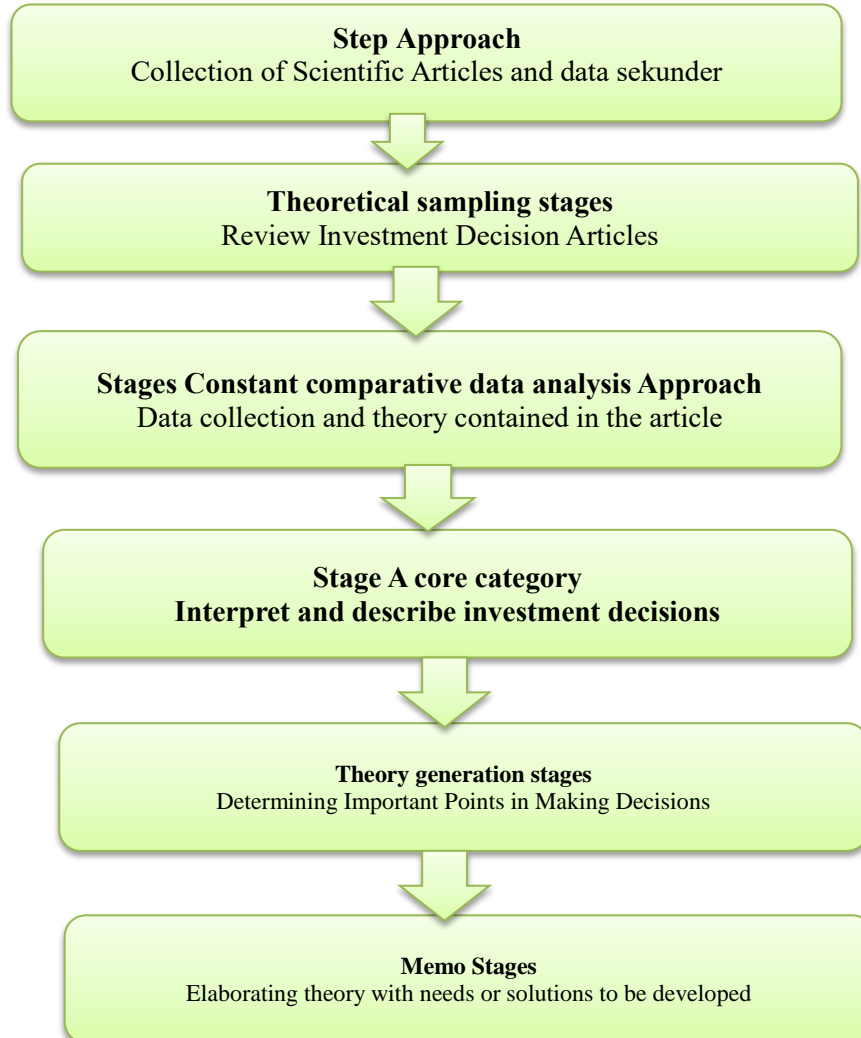 Step Approach
Collection of Scientific Articles and data sekunder
Theoretical sampling stages
Review Investment Decision Articles
Stages Constant comparative data analysis Approach
Data collection and theory contained in the article
Stage A core category
Interpret and describe investment decisions
Theory generation stages
Determining Important Points in Making Decisions
Memo Stages
Elaborating theory with needs or solutions to be developed